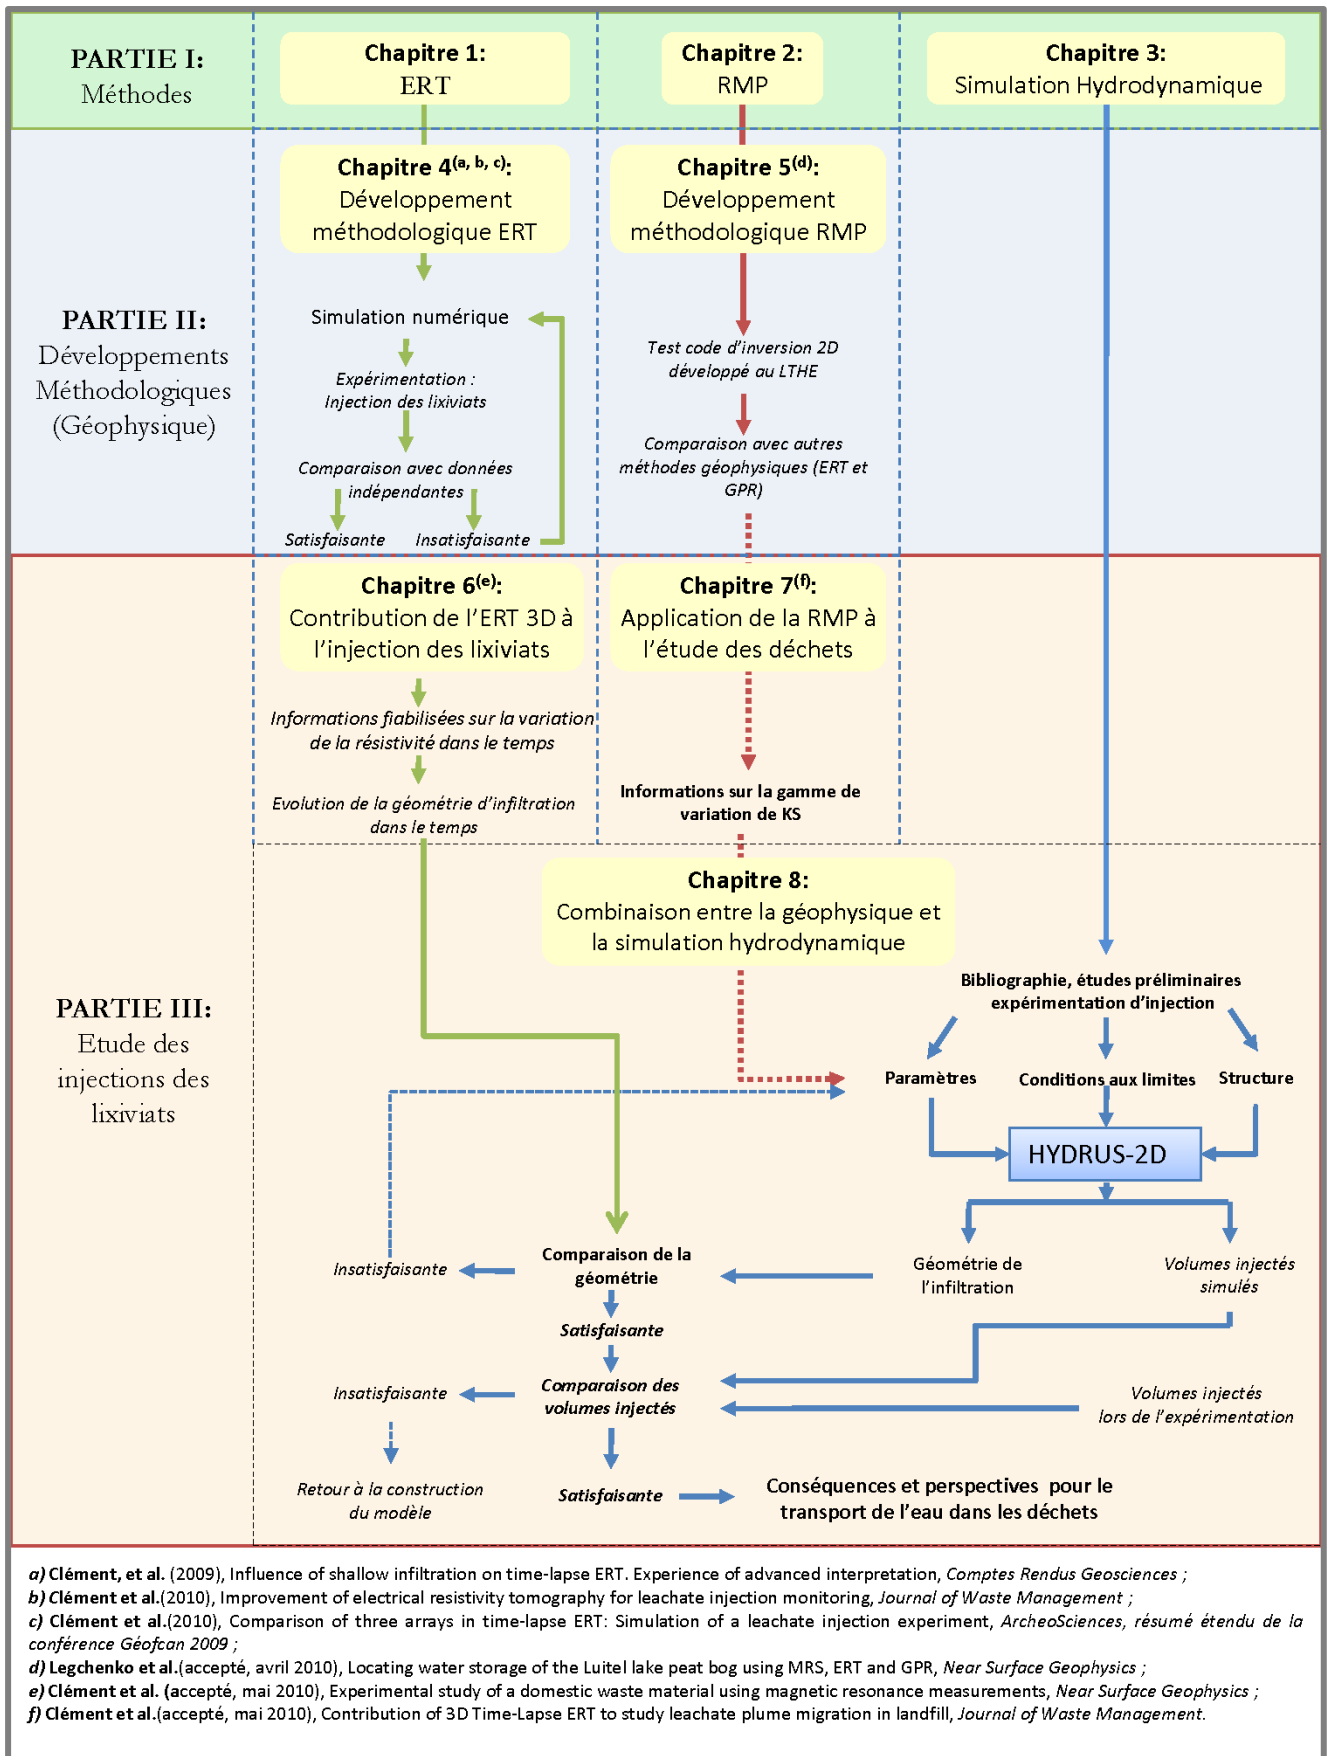 PARTIE I:
Méthodes
Chapitre 1:
ERT
Chapitre 2:
RMP
Chapitre 3:
Simulation Hydrodynamique
PARTIE II:
Développements
Méthodologiques
(Géophysique)
Chapitre 4(a, b, c):
Développement
méthodologique ERT
Simulation numérique
Expérimentation :
Injection des lixiviats
Comparaison avec données
indépendantes
Satisfaisante
Insatisfaisante
Chapitre 5(d):
Développement
méthodologique RMP
Test code d'inversion 2D
développé au LTHE
Comparaison avec autres
méthodes géophysiques (ERT et
GPR)
PARTIE III:
Etude des
injections des
lixiviats
Chapitre 6(e):
Contribution de l'ERT 3D à
l'injection des lixiviats
Informations fiabilisées sur la variation
de la résistivité dans le temps
Evolution de la géométrie d'infiltration
dans le temps
Chapitre 7(f):
Application de la RMP à
l'étude des déchets
Informations sur la gamme de
variation de KS
Chapitre 8:
Combinaison entre la géophysique et
la simulation hydrodynamique
Bibliographie, études préliminaires
expérimentation d'injection
Paramètres
Conditions aux limites
Structure
HYDRUS-2D
Géométrie de
l'infiltration
Volumes injectés
simulés
Comparaison de la
géométrie
Insatisfaisante
Satisfaisante
Comparaison des
volumes injectés
Insatisfaisante
Volumes injectés
lors de l'expérimentation
Retour à la construction
du modèle
Satisfaisante
Conséquences et perspectives pour le
transport de l'eau dans les déchets
a) Clément, et al. (2009), Influence of shallow infiltration on time-lapse ERT. Experience of advanced interpretation, Comptes Rendus Geosciences ;
b) Clément et al.(2010), Improvement of electrical resistivity tomography for leachate injection monitoring, Journal of Waste Management ;
c) Clément et al.(2010), Comparison of three arrays in time-lapse ERT: Simulation of a leachate injection experiment, ArcheoSciences, résumé étendu de la
conférence Géofcan 2009 ;
d) Legchenko et al.(accepté, avril 2010), Locating water storage of the Luitel lake peat bog using MRS, ERT and GPR, Near Surface Geophysics ;
e) Clément et al. (accepté, mai 2010), Experimental study of a domestic waste material using magnetic resonance measurements, Near Surface Geophysics ;
f) Clément et al.(accepté, mai 2010), Contribution of 3D Time-Lapse ERT to study leachate plume migration in landfill, Journal of Waste Management.